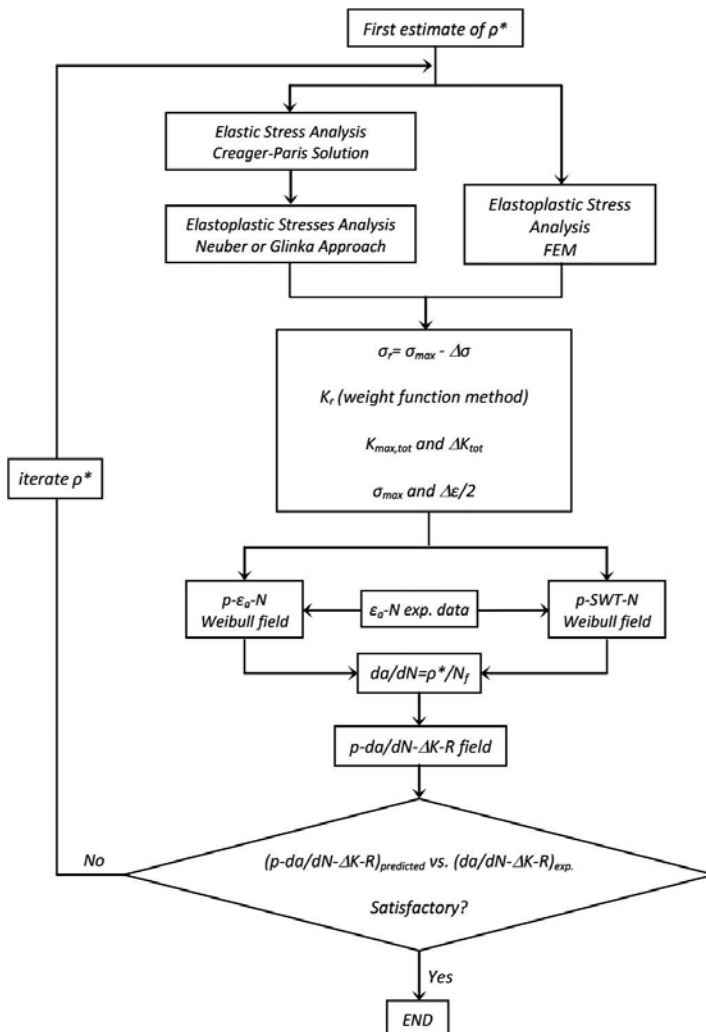 First estimate of ρ*
Elastic Stress Analysis
Creager-Paris Solution
Elastoplastic Stresses Analysis
Neuber or Glinka Approach
Elastoplastic Stress
Analysis
FEM
σr= σmax - Δσ
Kr (weight function method)
Kmax,tot and ΔKtot
σmax and Δε/2
iterate ρ*
p-εa-N
Weibull field
εa-N exp. data
p-SWT-N
Weibull field
da/dN=ρ*/Nf
p-da/dN-ΔK-R field
No
(p-da/dN-ΔK-R)predicted vs. (da/dN-ΔK-R)exp.
Satisfactory?
Yes
END